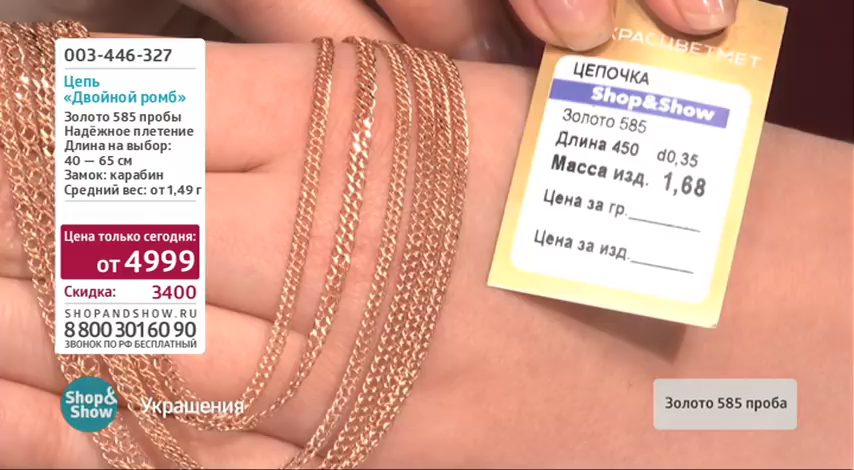 003-446-327
Цепь
«Двойной ромб»
Золото 585 пробы
Надёжное плетение
Длина на выбор:
40 — 65 см
Замок: карабин
Средний вес: от 1,49 г
Цена только сегодня:
от 4999
Скидка: 3400
SHOPANDSHOW.RU
8 800 301 60 90
ЗВОНОК ПО РФ БЕСПЛАТНЫЙ
Shop&
Show
Украшения
КРАСЦВЕТМЕТ
ЦЕПОЧКА
Shop&Show
Золото 585
Длина 450 d0,35
Масса изд. 1,68
Цена за гр.
Цена за изд.
Золото 585 проба